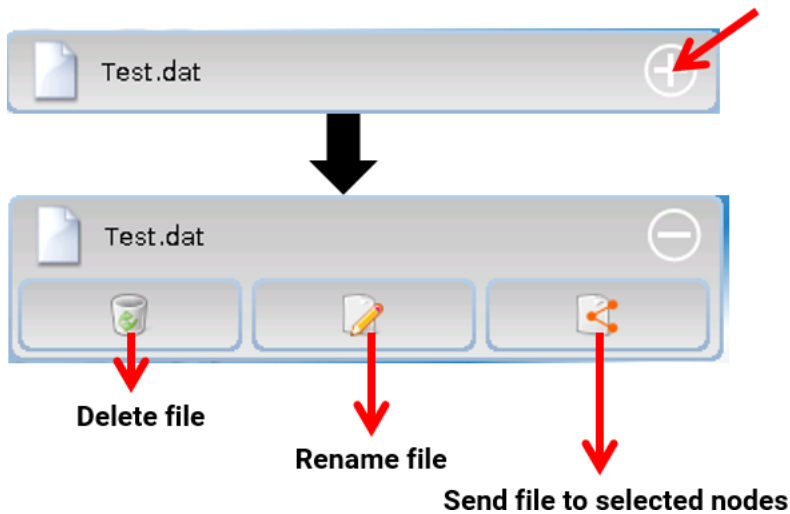 Test.dat
Test.dat
Delete file
Rename file
Send file to selected nodes